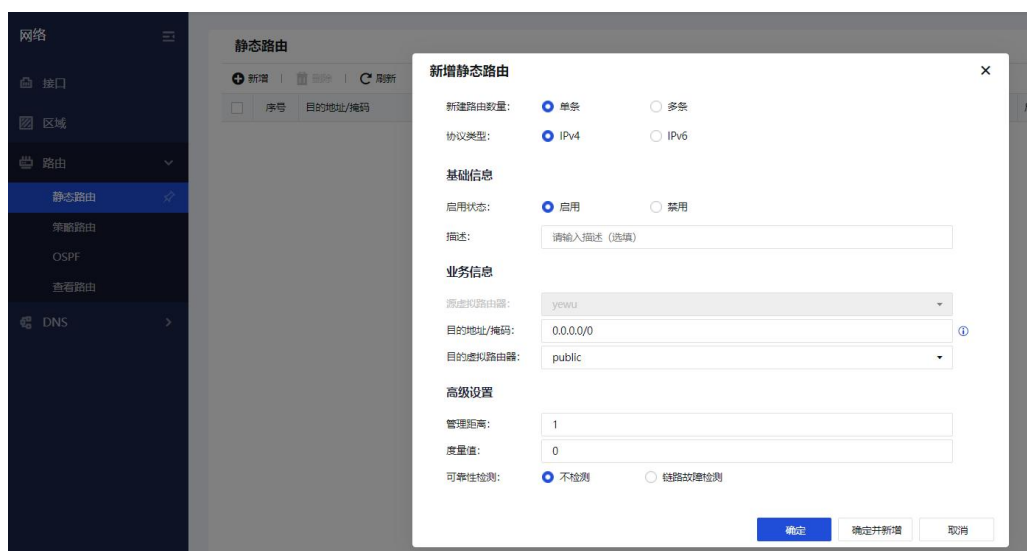 网络
静态路由
新增 删除 刷新
序号 目的地址/掩码
接口
区域
路由
静态路由
策略路由
OSPF
查看路由
DNS
新增静态路由
新建路由数量: 单条 多条
协议类型: IPv4 IPv6
基础信息
启用状态: 启用 禁用
描述: 请输入描述（选填）
业务信息
源虚拟路由器: yewu
目的地址/掩码: 0.0.0.0/0
目的虚拟路由器: public
高级设置
管理距离: 1
度量值: 0
可靠性检测: 不检测 链路故障检测
确定 确定并新增 取消